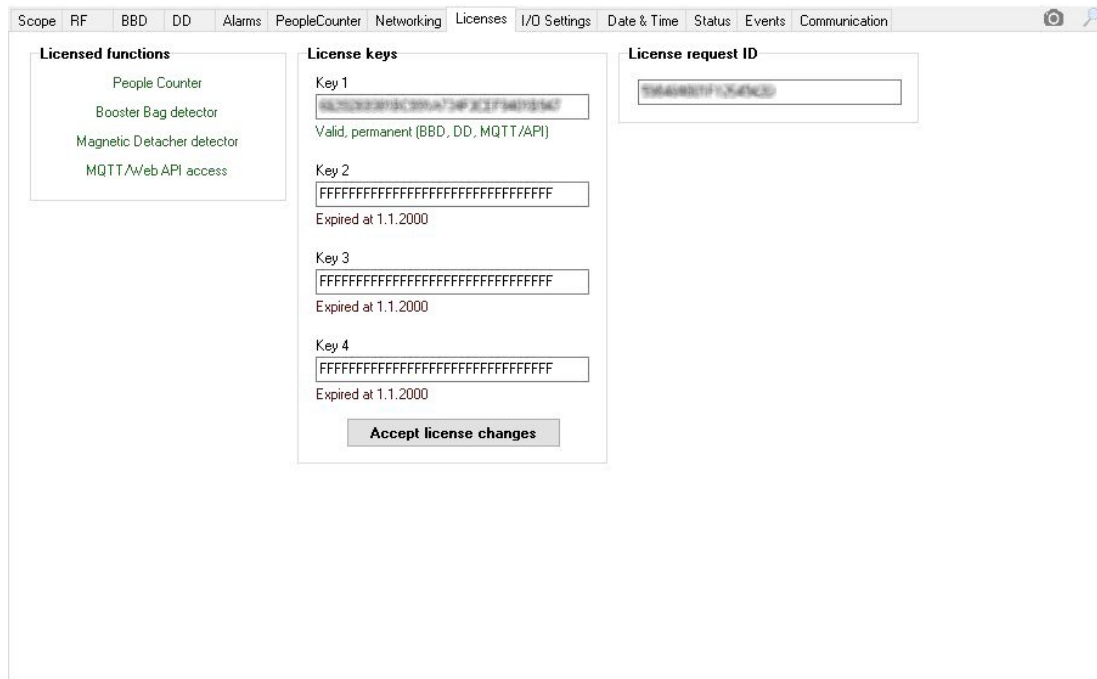 Scope RF BBD DD Alarms PeopleCounter Networking Licenses I/O Settings Date & Time Status Events Communication
Licensed functions
People Counter
Booster Bag detector
Magnetic Detacher detector
MQTT/Web API access
License keys
Key 1
Valid, permanent (BBD, DD, MQTT/API)
Key 2
FFFFFFFFFFFFFFFFFFFFFFFFFFFFFFFF
Expired at 1.1.2000
Key 3
FFFFFFFFFFFFFFFFFFFFFFFFFFFFFFFF
Expired at 1.1.2000
Key 4
FFFFFFFFFFFFFFFFFFFFFFFFFFFFFFFF
Expired at 1.1.2000
Accept license changes
License request ID